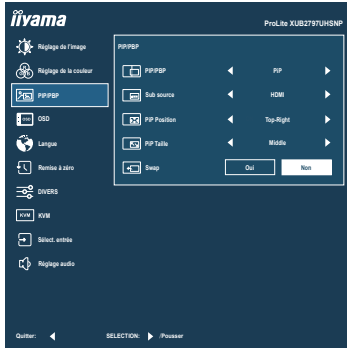 iiyama
ProLite XUB2797UHSNP
Réglage de l'image
Réglage de la couleur
PIP/PBP
OSD
OSD
Langue
Remise à zéro
DIVERS
KVM
KVM
Sélect. entrée
Réglage audio
PIP/PBP
PIP/PBP
PiP
Sub source
HDMI
PiP Position
Top-Right
PiP Taille
Middle
Swap
Oui
Non
Quitter:
SELECTION:
/Pousser